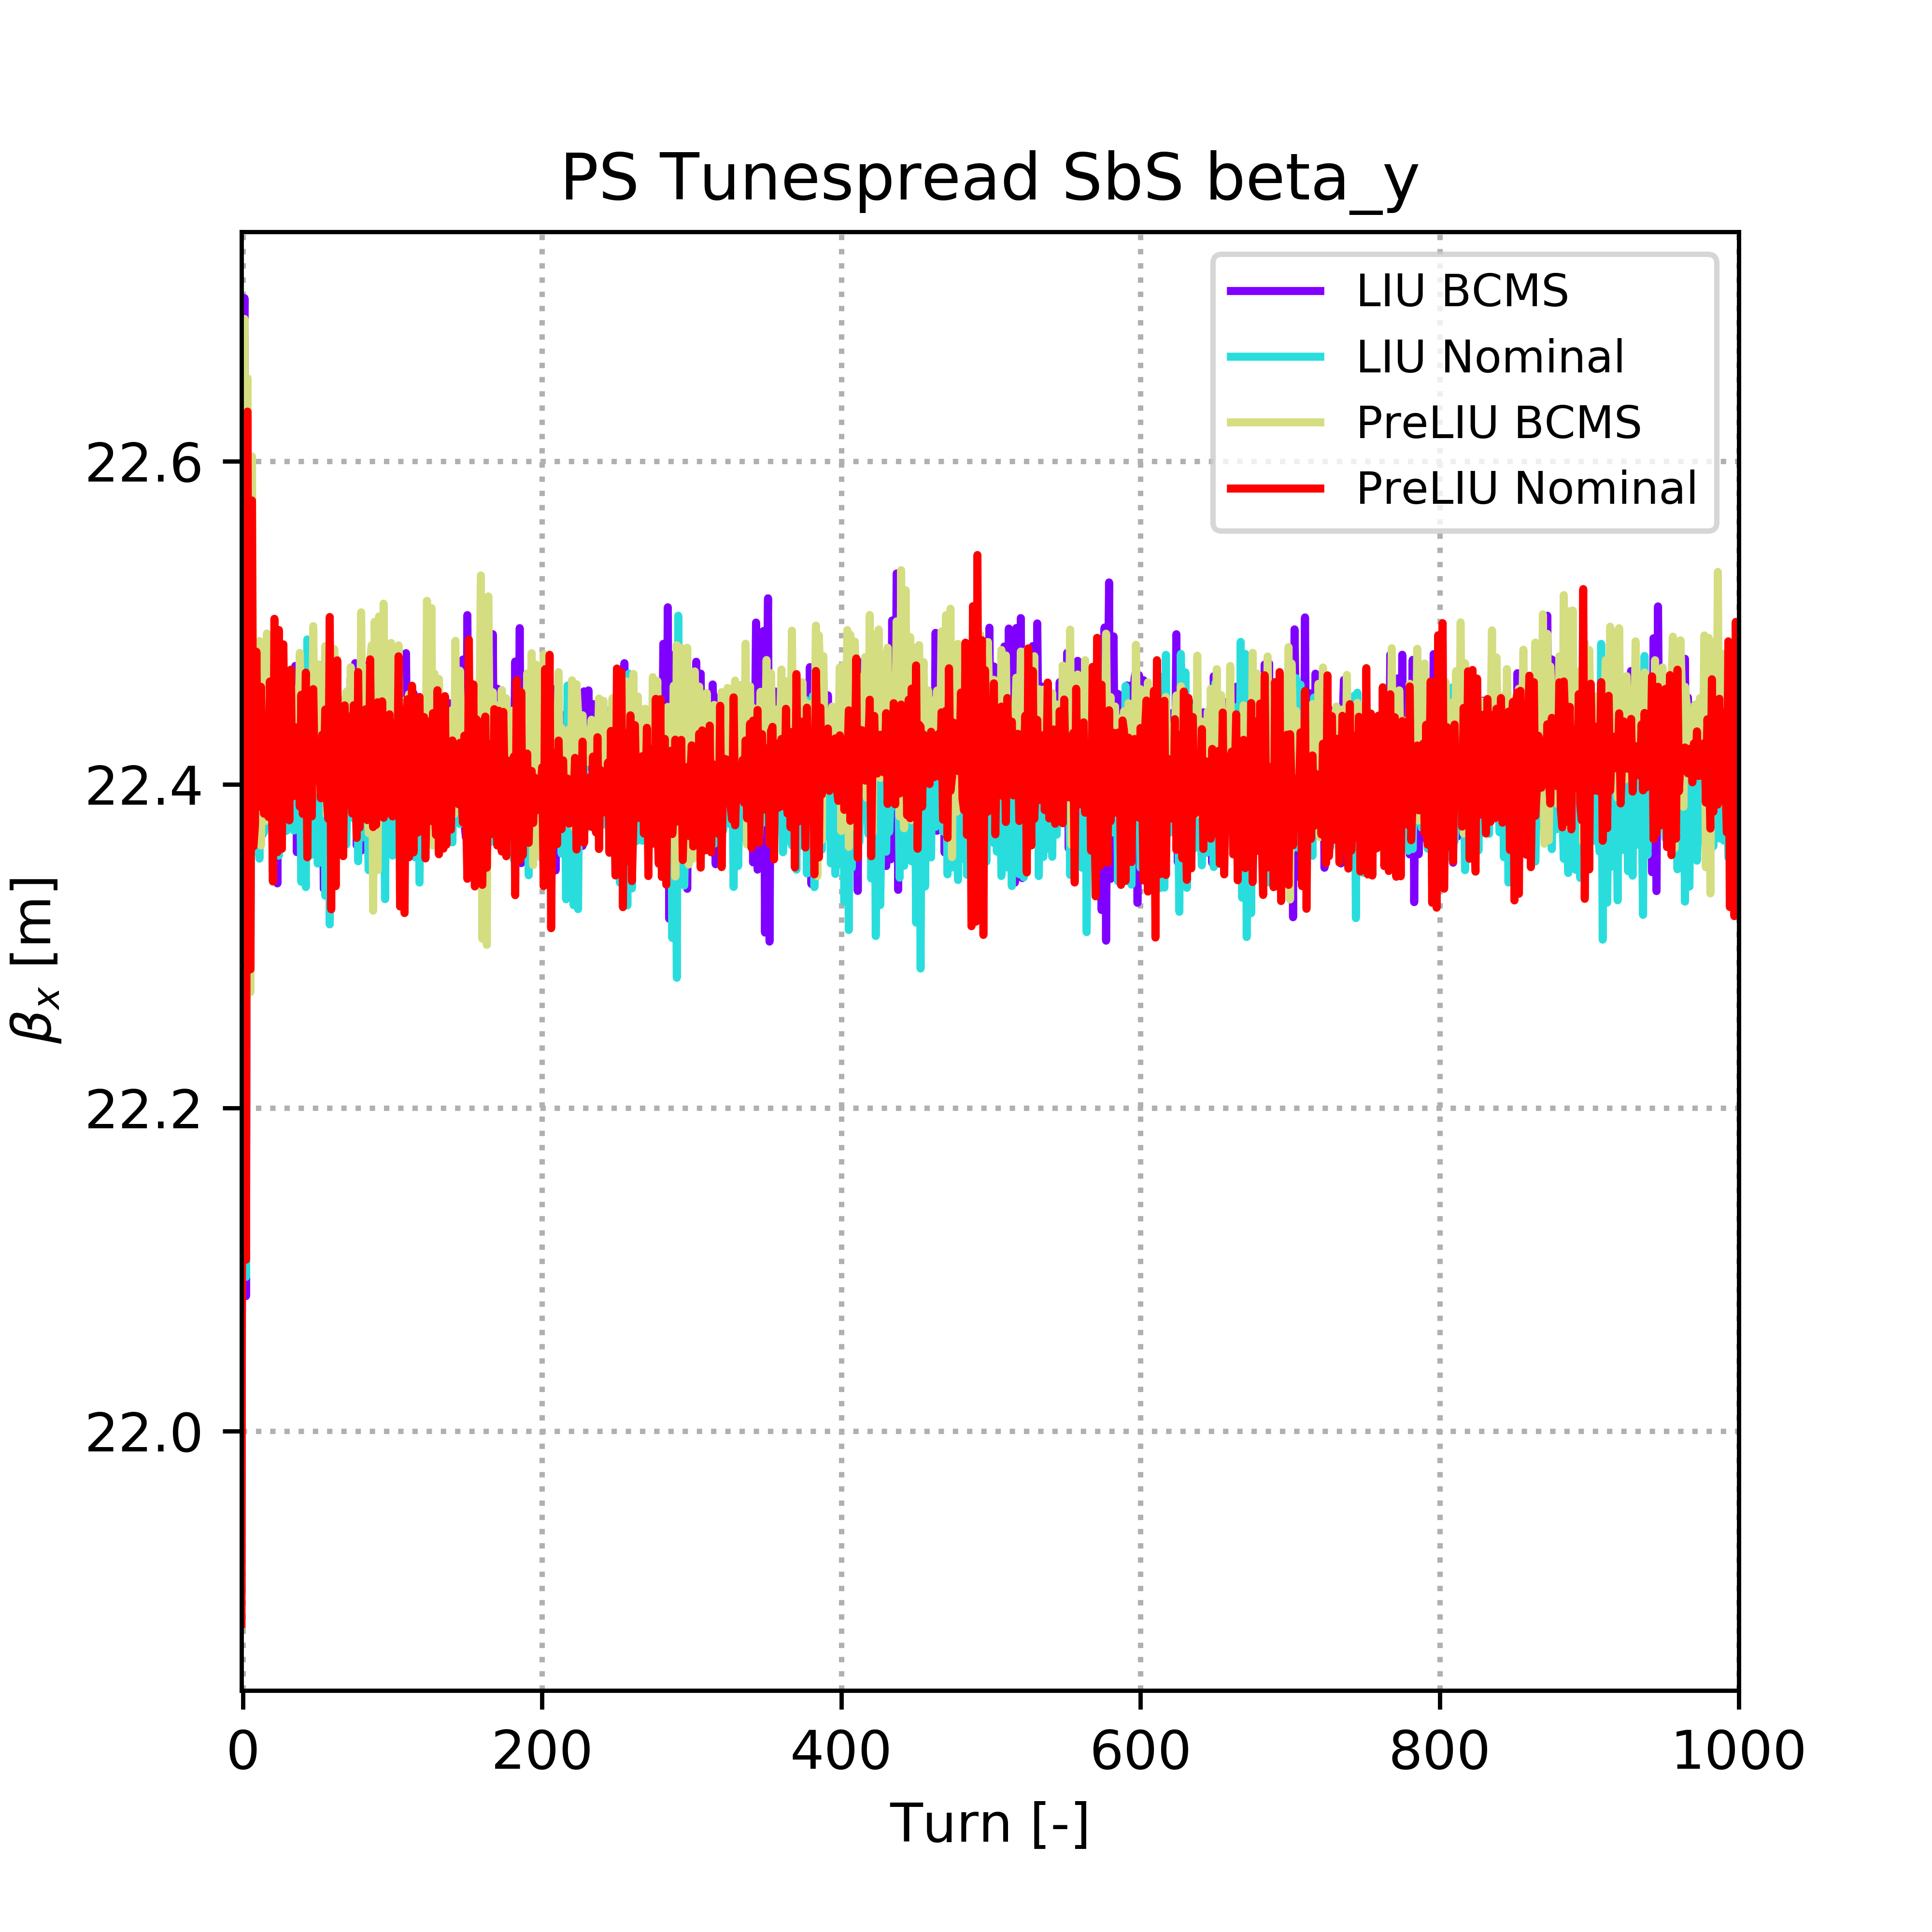 PS Tunespread SbS beta_y
LIU BCMS
LIU Nominal
PreLIU BCMS
PreLIU Nominal
22.6
22.4
22.2
22.0
βx [m]
0 200 400 600 800 1000
Turn [-]